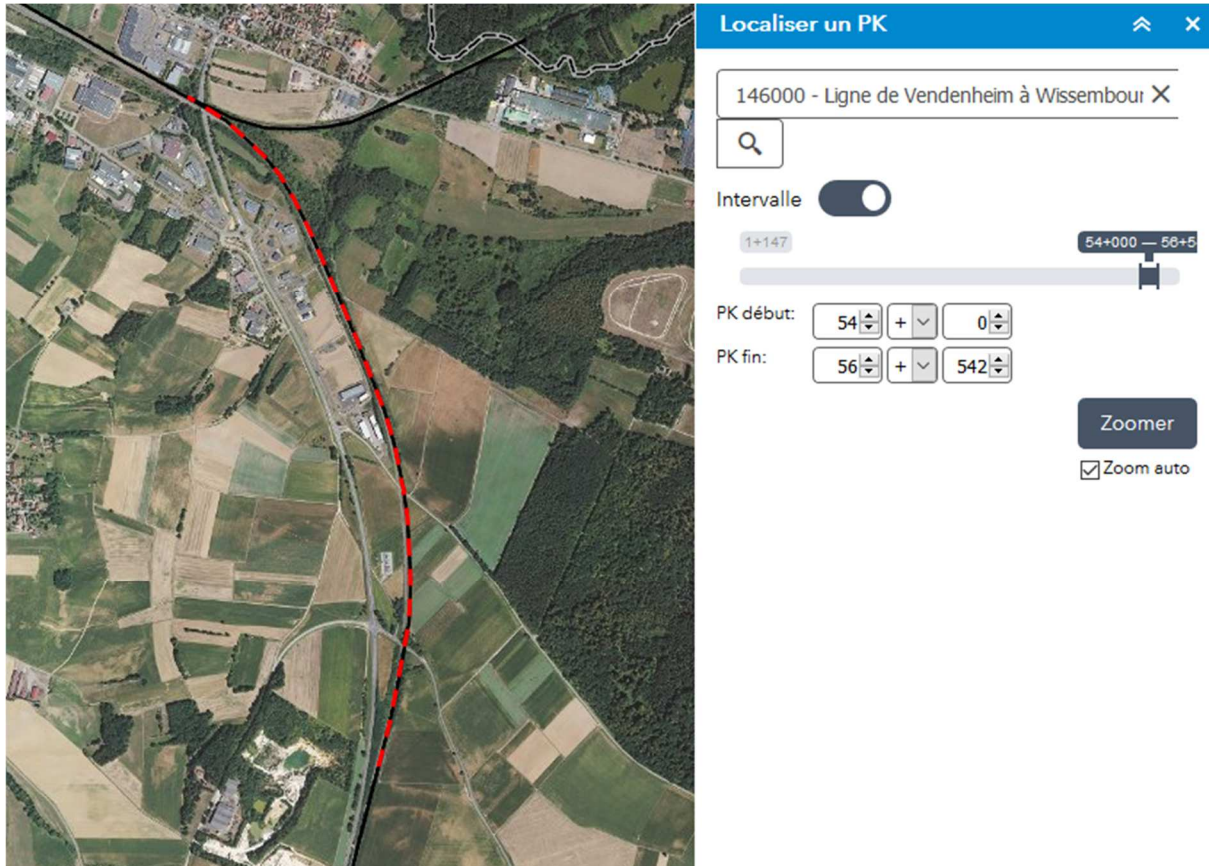 Localiser un PK
146000 - Ligne de Vendenheim à Wissembour
Intervalle
1+147
54+000 — 56+5
PK début: 54 + 0
PK fin: 56 + 542
Zoomer
Zoom auto